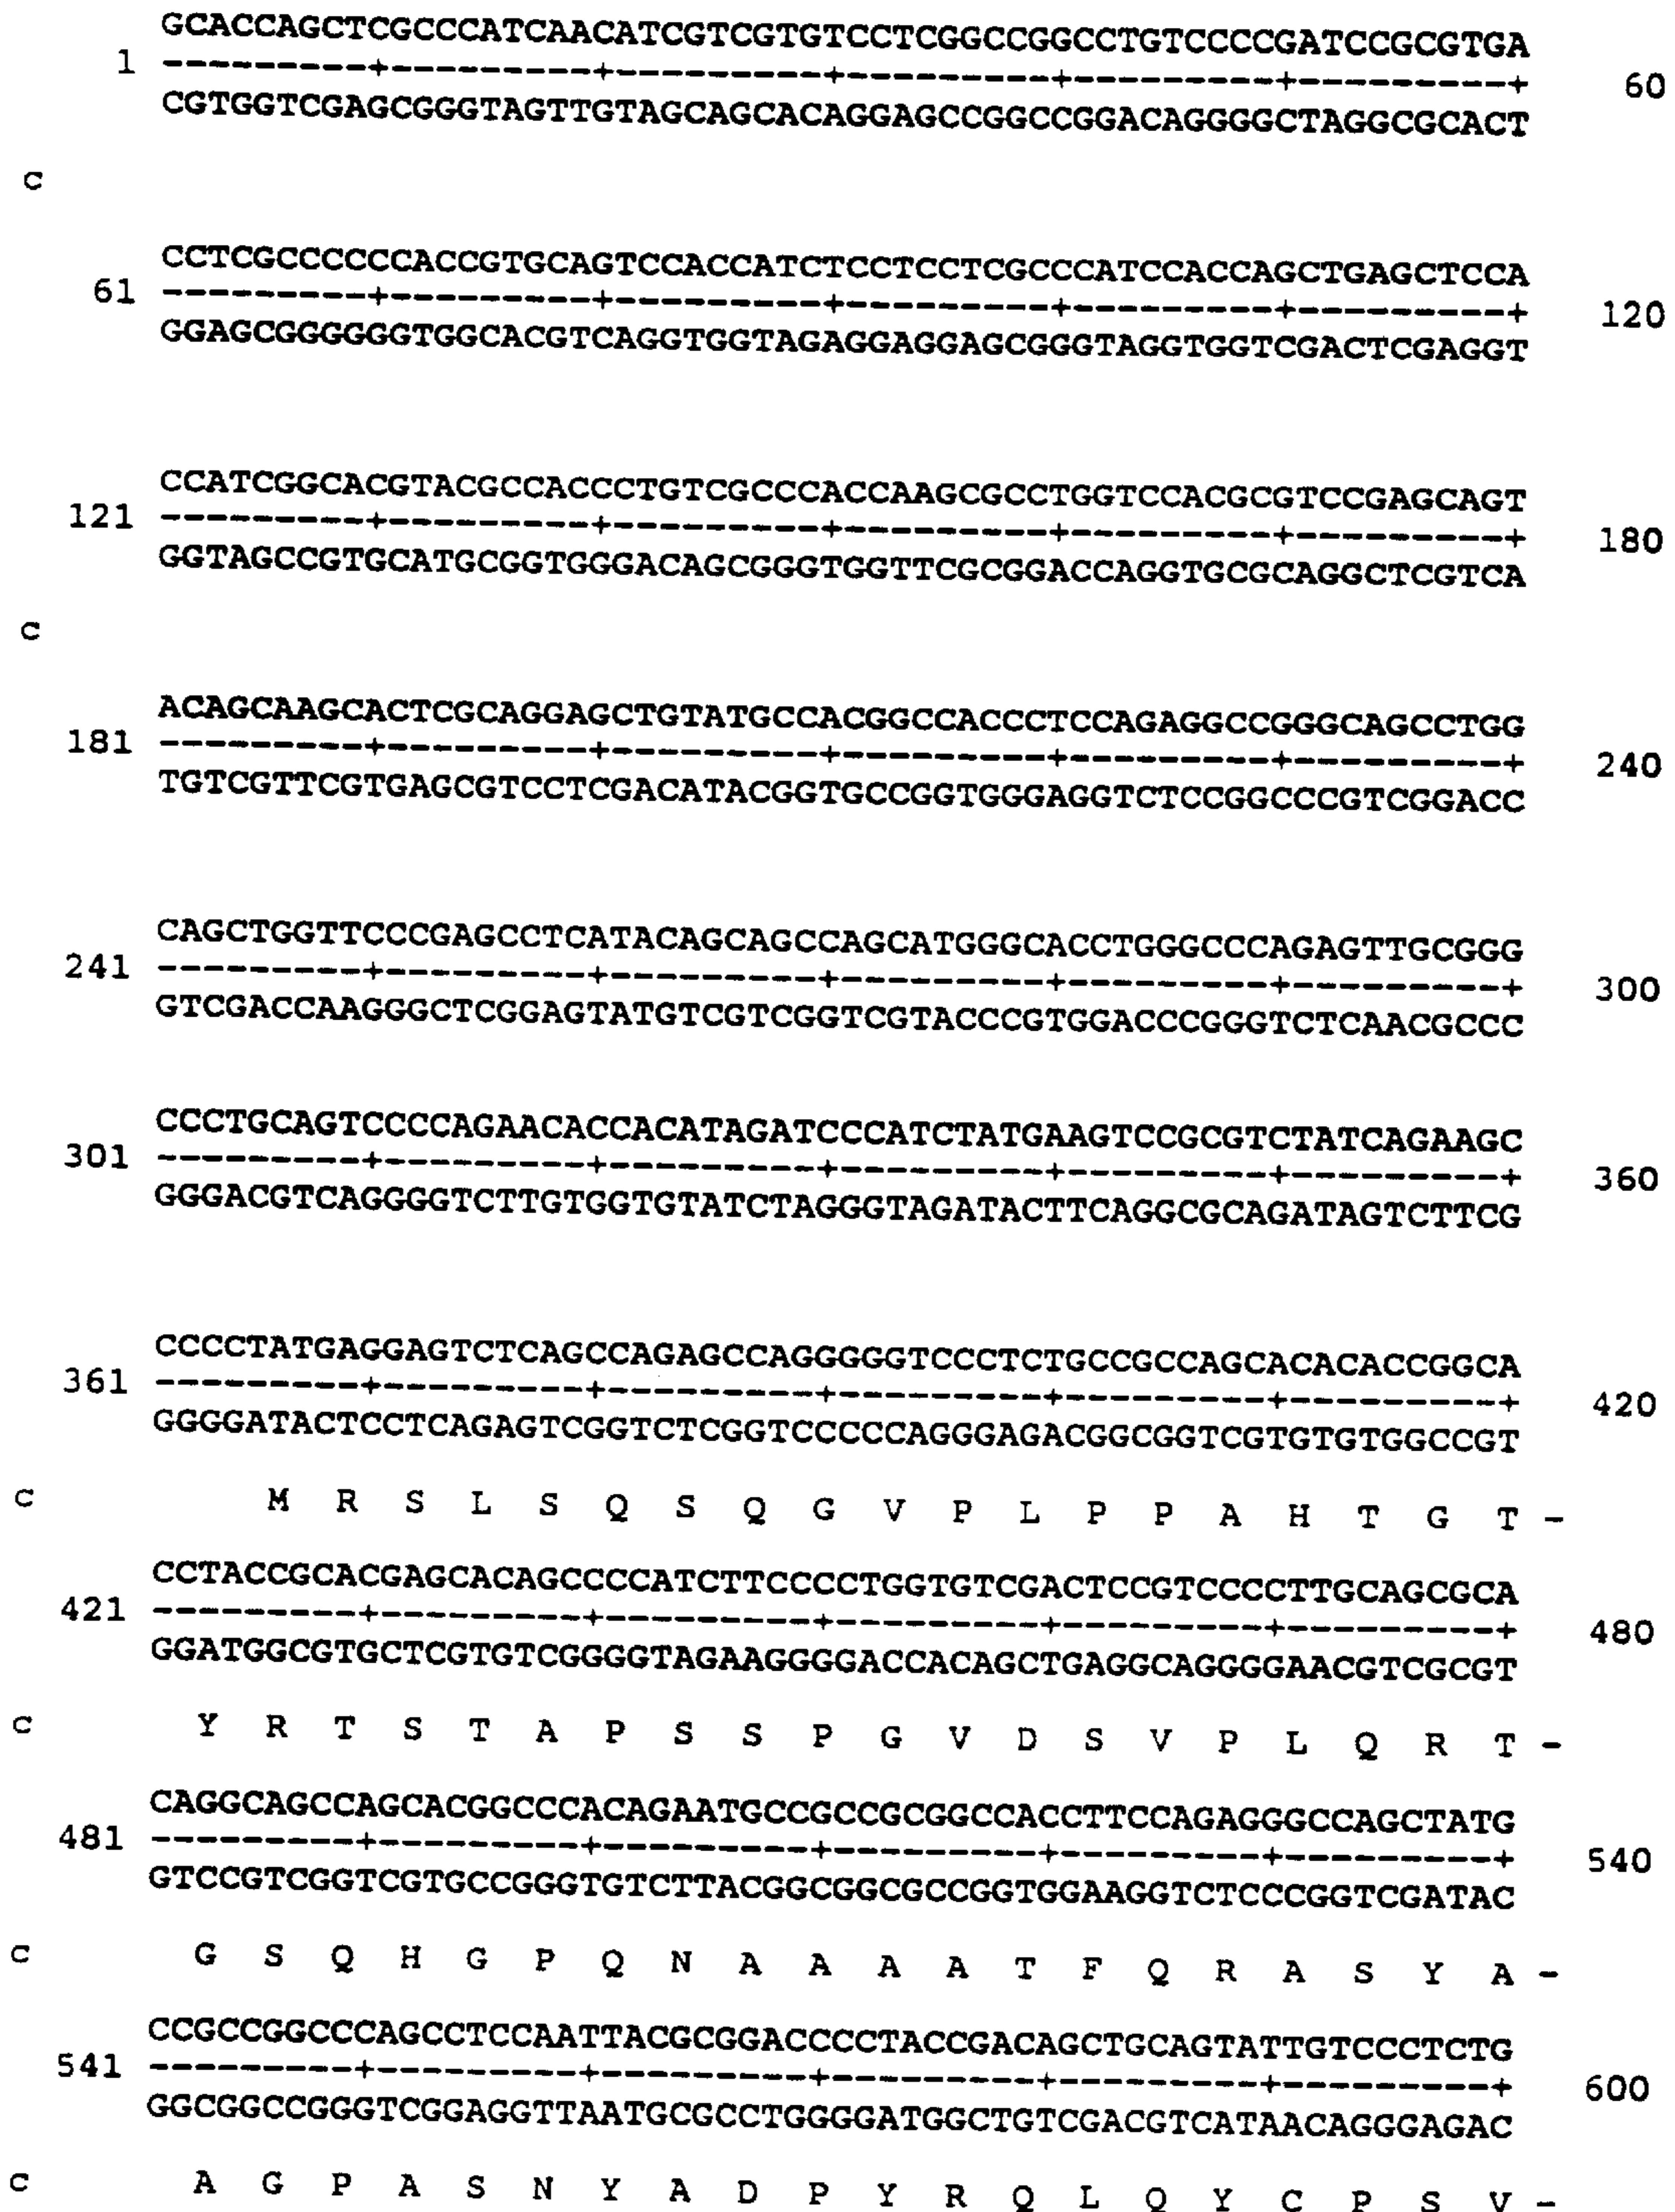 GCACCAGCTCGCCCATCAACATCGTCGTGTCCTCGGCCGGCCTGTCCCCGATCCGCGTGA
1 ---------+---------+---------+---------+---------+---------+ 60
CGTGGTCGAGCGGGTAGTTGTAGCAGCACAGGAGCCGGCCGGACAGGGGCTAGGCGCACT
c
CCTCGCCCCCCACCGTGCAGTCCACCATCTCCTCCTCGCCCATCCACCAGCTGAGCTCCA
61 ---------+---------+---------+---------+---------+---------+ 120
GGAGCGGGGGGTGGCACGTCAGGTGGTAGAGGAGGAGCGGGTAGGTGGTCGACTCGAGGT
CCATCGGCACGTACGCCACCCTGTCGCCCACCAAGCGCCTGGTCCACGCGTCCGAGCAGT
121 ---------+---------+---------+---------+---------+---------+ 180
GGTAGCCGTGCATGCGGTGGGACAGCGGGTGGTTCGCGGACCAGGTGCGCAGGCTCGTCA
c
ACAGCAAGCACTCGCAGGAGCTGTATGCCACGGCCACCCTCCAGAGGCCGGGCAGCCTGG
181 ---------+---------+---------+---------+---------+---------+ 240
TGTCGTTCGTGAGCGTCCTCGACATACGGTGCCGGTGGGAGGTCTCCGGCCCGTCGGACC
CAGCTGGTTCCCGAGCCTCATACAGCAGCCAGCATGGGCACCTGGGCCCAGAGTTGCGGG
241 ---------+---------+---------+---------+---------+---------+ 300
GTCGACCAAGGGCTCGGAGTATGTCGTCGGTCGTACCCGTGGACCCGGGTCTCAACGCCC
CCCTGCAGTCCCCAGAACACCACATAGATCCCATCTATGAAGTCCGCGTCTATCAGAAGC
301 ---------+---------+---------+---------+---------+---------+ 360
GGGACGTCAGGGGTCTTGTGGTGTATCTAGGGTAGATACTTCAGGCGCAGATAGTCTTCG
CCCCTATGAGGAGTCTCAGCCAGAGCCAGGGGGTCCCTCTGCCGCCAGCACACACCGGCA
361 ---------+---------+---------+---------+---------+---------+ 420
GGGGATACTCCTCAGAGTCGGTCTCGGTCCCCCAGGGAGACGGCGGTCGTGTGTGGCCGT
c M R S L S Q S Q G V P L P P A H T G T -
CCTACCGCACGAGCACAGCCCCATCTTCCCCTGGTGTCGACTCCGTCCCCTTGCAGCGCA
421 ---------+---------+---------+---------+---------+---------+ 480
GGATGGCGTGCTCGTGTCGGGGTAGAAGGGGACCACAGCTGAGGCAGGGGAACGTCGCGT
c Y R T S T A P S S P G V D S V P L Q R T -
CAGGCAGCCAGCACGGCCCACAGAATGCCGCCGCGGCCACCTTCCAGAGGGCCAGCTATG
481 ---------+---------+---------+---------+---------+---------+ 540
GTCCGTCGGTCGTGCCGGGTGTCTTACGGCGGCGCCGGTGGAAGGTCTCCCGGTCGATAC
c G S Q H G P Q N A A A A T F Q R A S Y A -
CCGCCGGCCCAGCCTCCAATTACGCGGACCCCTACCGACAGCTGCAGTATTGTCCCTCTG
541 ---------+---------+---------+---------+---------+---------+ 600
GGCGGCCGGGTCGGAGGTTAATGCGCCTGGGGATGGCTGTCGACGTCATAACAGGGAGAC
c A G P A S N Y A D P Y R Q L Q Y C P S V -